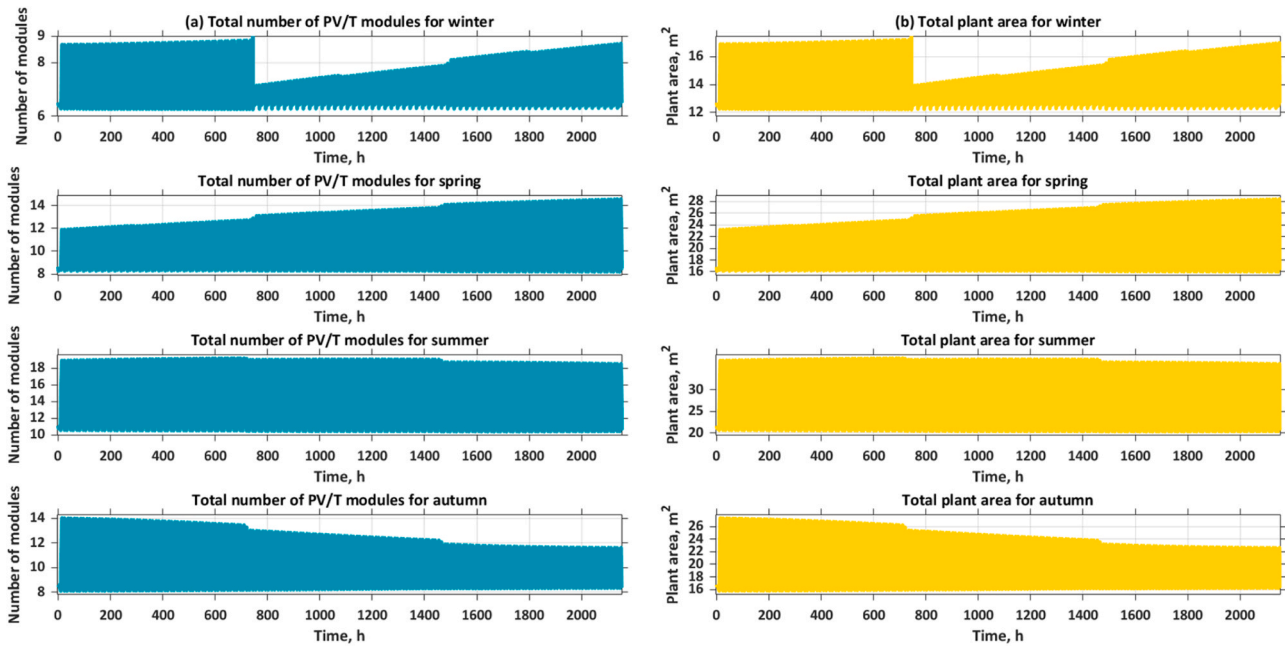 (a) Total number of PV/T modules for winter
Number of modules
9
8
6
0 200 400 600 800 1000 1200 1400 1600 1800 2000
Time, h
(b) Total plant area for winter
Plant area, m²
16
14
12
0 200 400 600 800 1000 1200 1400 1600 1800 2000
Time, h
Total number of PV/T modules for spring
Number of modules
14
12
10
8
0 200 400 600 800 1000 1200 1400 1600 1800 2000
Time, h
Total plant area for spring
Plant area, m²
28
26
24
22
20
18
16
0 200 400 600 800 1000 1200 1400 1600 1800 2000
Time, h
Total number of PV/T modules for summer
Number of modules
18
16
14
12
10
0 200 400 600 800 1000 1200 1400 1600 1800 2000
Time, h
Total plant area for summer
Plant area, m²
30
25
20
0 200 400 600 800 1000 1200 1400 1600 1800 2000
Time, h
Total number of PV/T modules for autumn
Number of modules
14
12
10
8
0 200 400 600 800 1000 1200 1400 1600 1800 2000
Time, h
Total plant area for autumn
Plant area, m²
26
24
22
20
18
16
0 200 400 600 800 1000 1200 1400 1600 1800 2000
Time, h